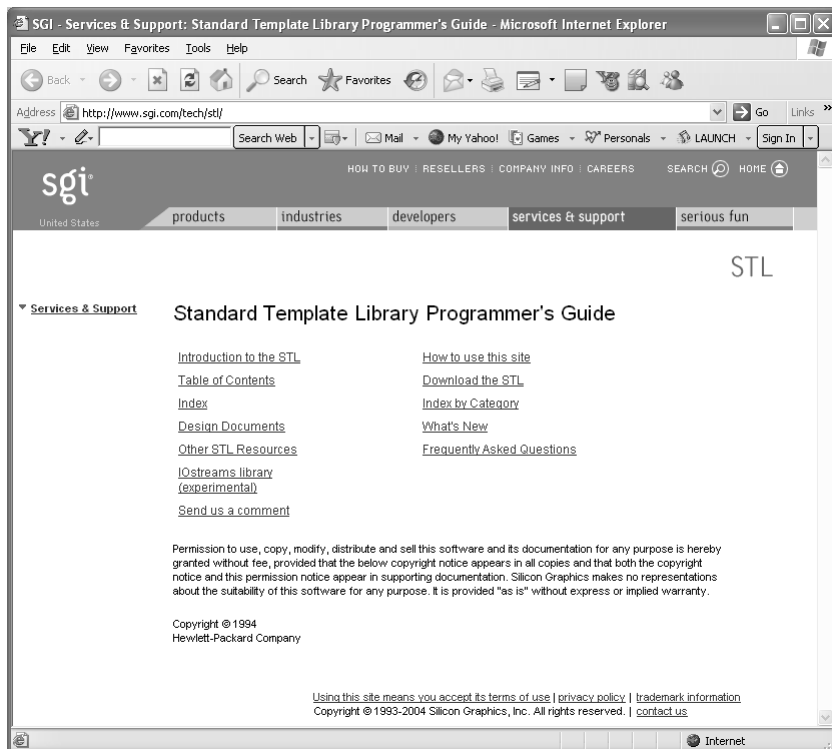 SGI - Services & Support: Standard Template Library Programmer's Guide - Microsoft Internet Explorer
File Edit View Favorites Tools Help
Back Search Favorites
Address http://www.sgi.com/tech/stl/ Go Links »
Y! Search Web Mail My Yahoo! Games Personals LAUNCH Sign In
HOW TO BUY | RESELLERS | COMPANY INFO | CAREERS SEARCH HOME
sgi
United States products industries developers services & support serious fun
STL
Services & Support
Standard Template Library Programmer's Guide
Introduction to the STL How to use this site
Table of Contents Download the STL
Index Index by Category
Design Documents What's New
Other STL Resources Frequently Asked Questions
IOstreams library
(experimental)
Send us a comment
Permission to use, copy, modify, distribute and sell this software and its documentation for any purpose is hereby
granted without fee, provided that the below copyright notice appears in all copies and that both the copyright
notice and this permission notice appear in supporting documentation. Silicon Graphics makes no representations
about the suitability of this software for any purpose. It is provided "as is" without express or implied warranty.
Copyright © 1994
Hewlett-Packard Company
Using this site means you accept its terms of use | privacy policy | trademark information
Copyright © 1993-2004 Silicon Graphics, Inc. All rights reserved. | contact us
Internet